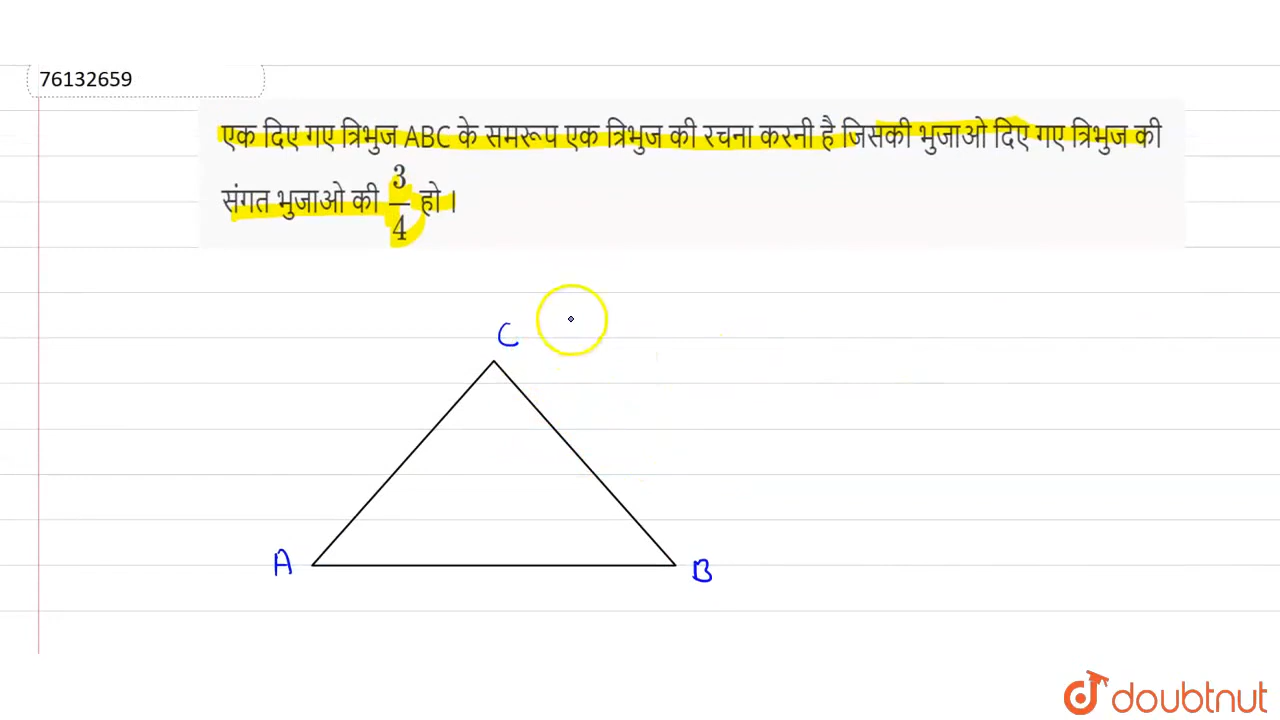 76132659
एक दिए गए त्रिभुज ABC के समरूप एक त्रिभुज की रचना करनी है जिसकी भुजाओ दिए गए त्रिभुज की
संगत भुजाओ की 3/4 हो ।
C
A
B
doubtnut